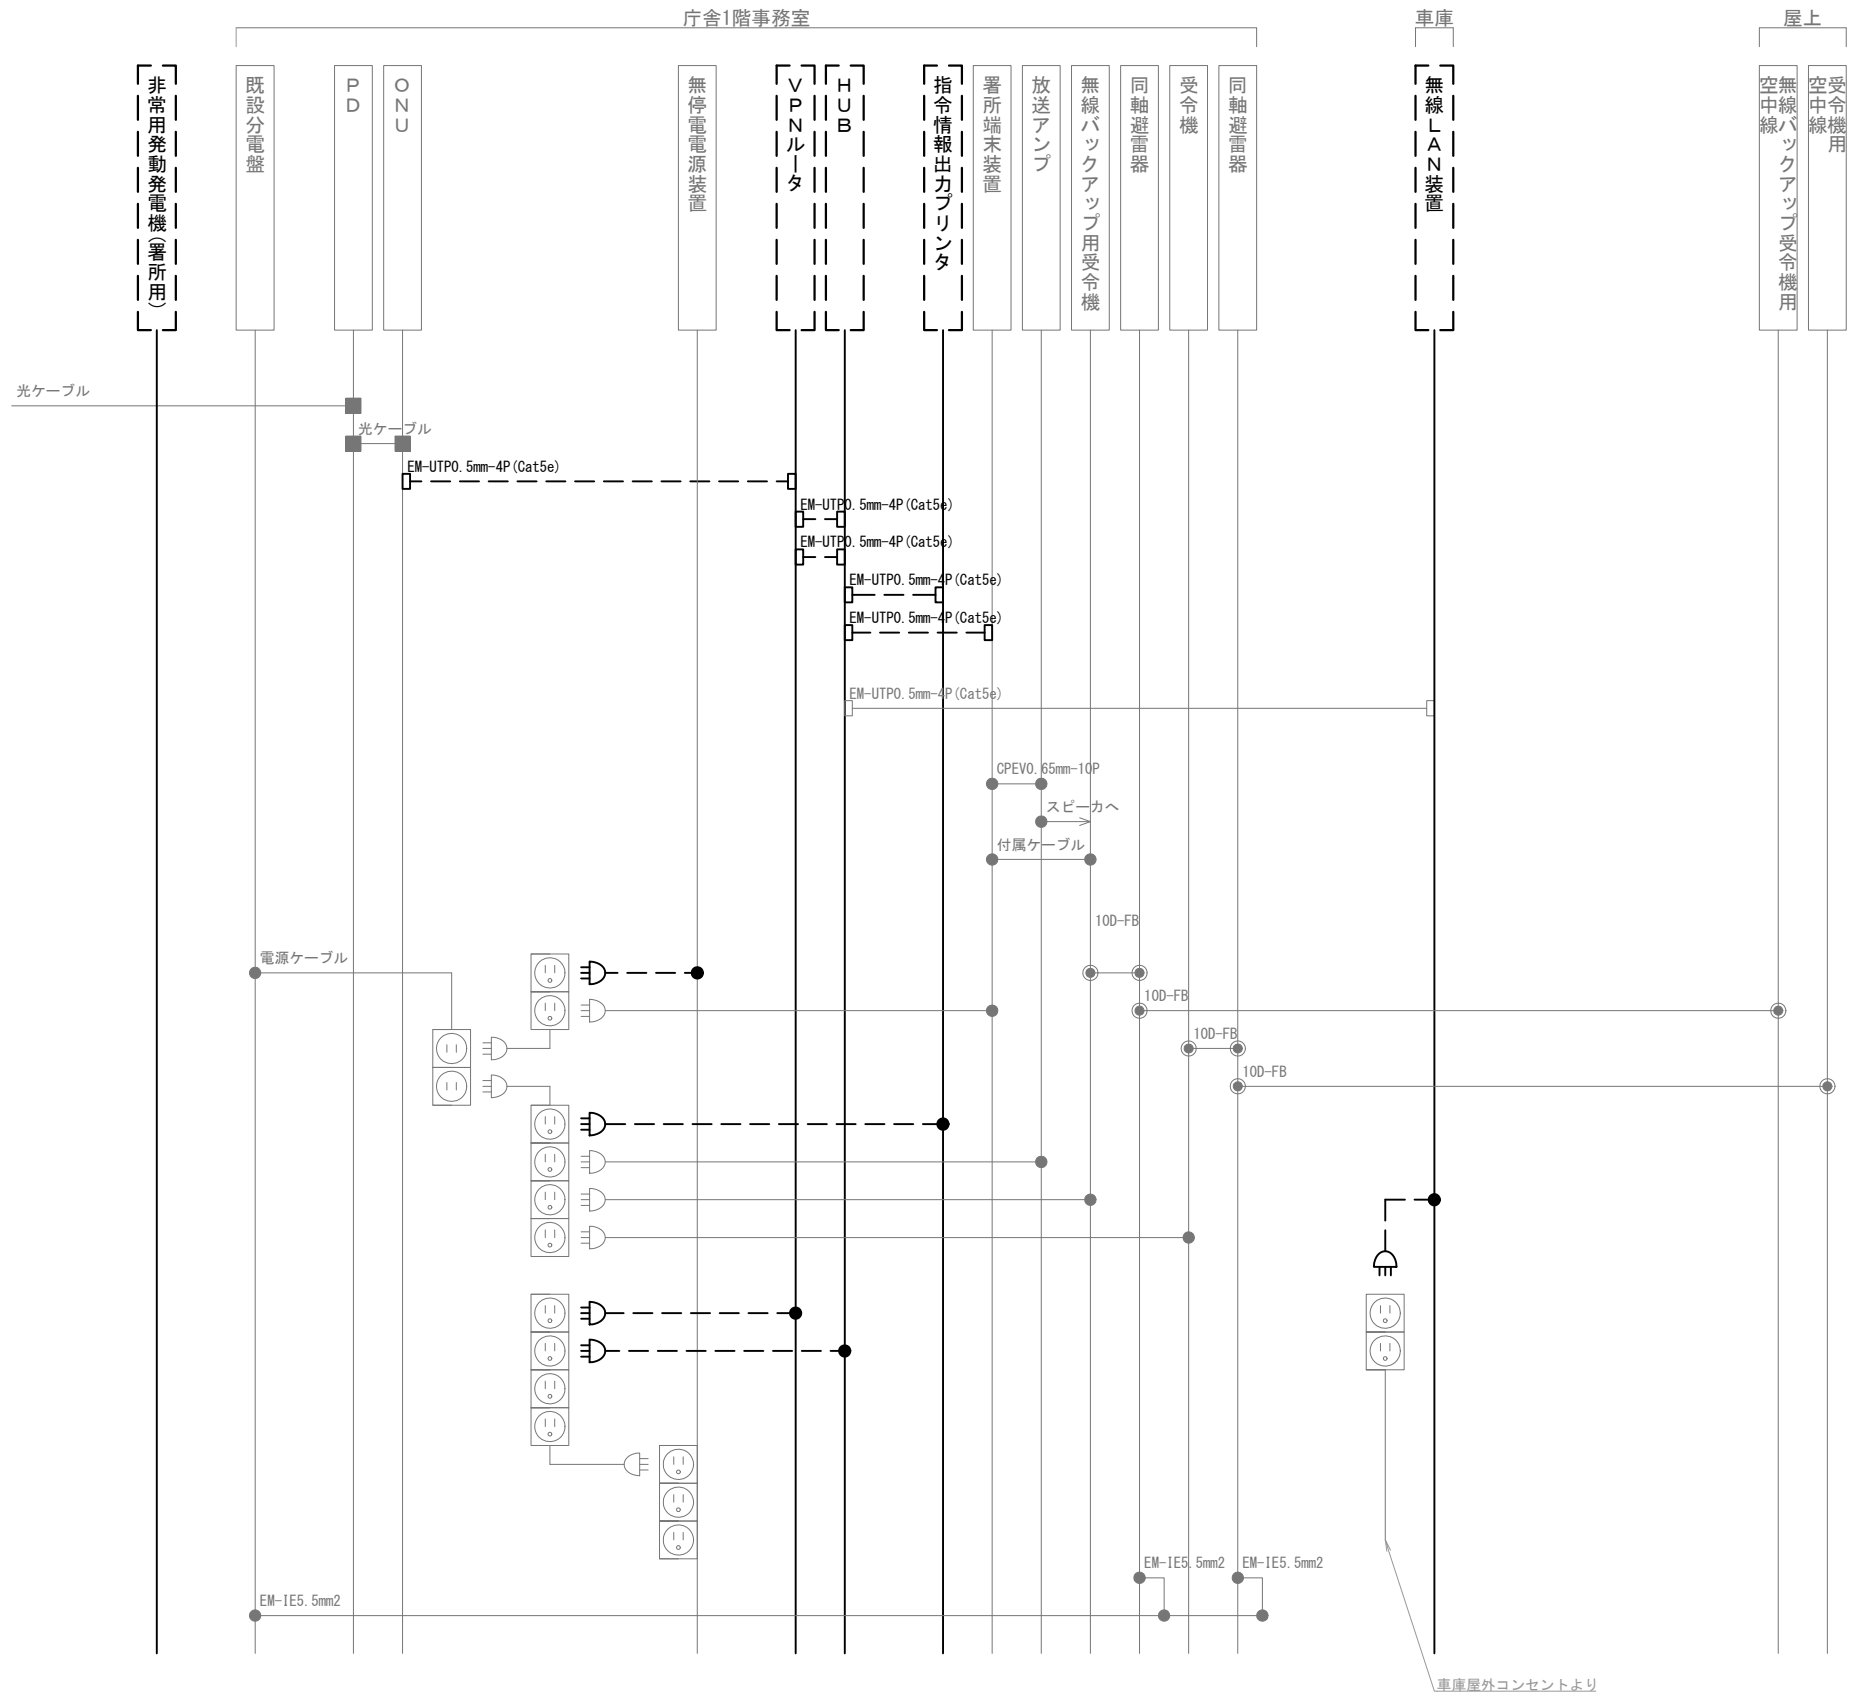 庁舎1階事務室
車庫
屋上
非常用発動発電機(署所用)
既設分電盤
PD
ONU
無停電電源装置
VPNルータ
HUB
指令情報出力プリンタ
署所端末装置
放送アンプ
無線バックアップ用受令機
同軸避雷器
受令機
同軸避雷器
無線LAN装置
無線バックアップ受令機用
空中線
受令機用
空中線
光ケーブル
光ケーブル
EM-UTP0.5mm-4P(Cat5e)
EM-UTP0.5mm-4P(Cat5e)
EM-UTP0.5mm-4P(Cat5e)
EM-UTP0.5mm-4P(Cat5e)
EM-UTP0.5mm-4P(Cat5e)
EM-UTP0.5mm-4P(Cat5e)
CPEV0.65mm-10P
スピーカへ
付属ケーブル
10D-FB
電源ケーブル
10D-FB
10D-FB
10D-FB
EM-IE5.5mm2
EM-IE5.5mm2
EM-IE5.5mm2
車庫屋外コンセントより